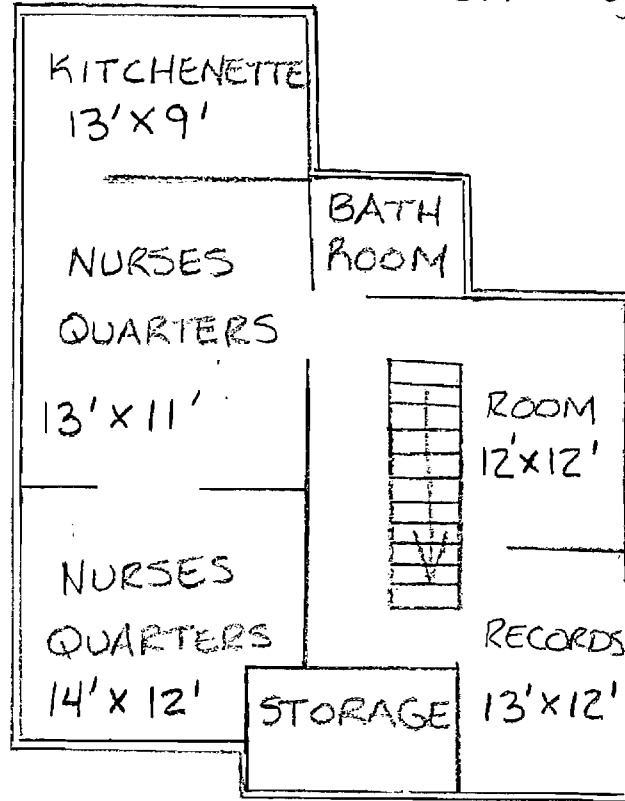 KITCHENETTE
13'X9'
BATH
ROOM
NURSES
QUARTERS
13'X11'
ROOM
12'X12'
NURSES
QUARTERS
14'X12'
STORAGE
RECORDS
13'X12'